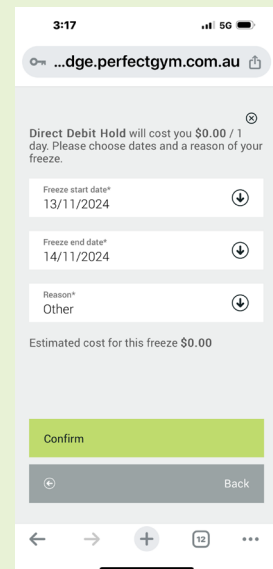 3:17
5G
...dge.perfectgym.com.au
Direct Debit Hold will cost you $0.00 / 1
day. Please choose dates and a reason of your
freeze.
Freeze start date*
13/11/2024
Freeze end date*
14/11/2024
Reason*
Other
Estimated cost for this freeze $0.00
Confirm
Back
12